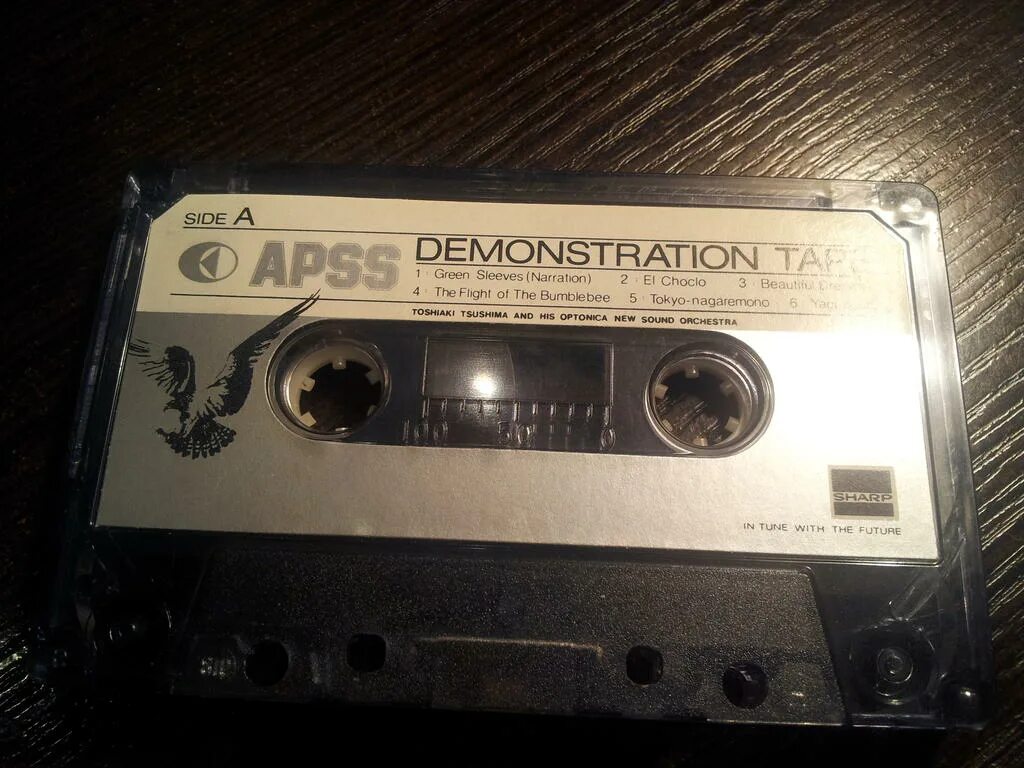 SIDE A
APSS DEMONSTRATION TAPE
1 · Green Sleeves (Narration) 2 · El Choclo 3 · Beautiful
4 · The Flight of The Bumblebee 5 · Tokyo-nagaremono 6 ·
TOSHIAKI TSUSHIMA AND HIS OPTONICA NEW SOUND ORCHESTRA
100 50 0
SHARP
IN TUNE WITH THE FUTURE